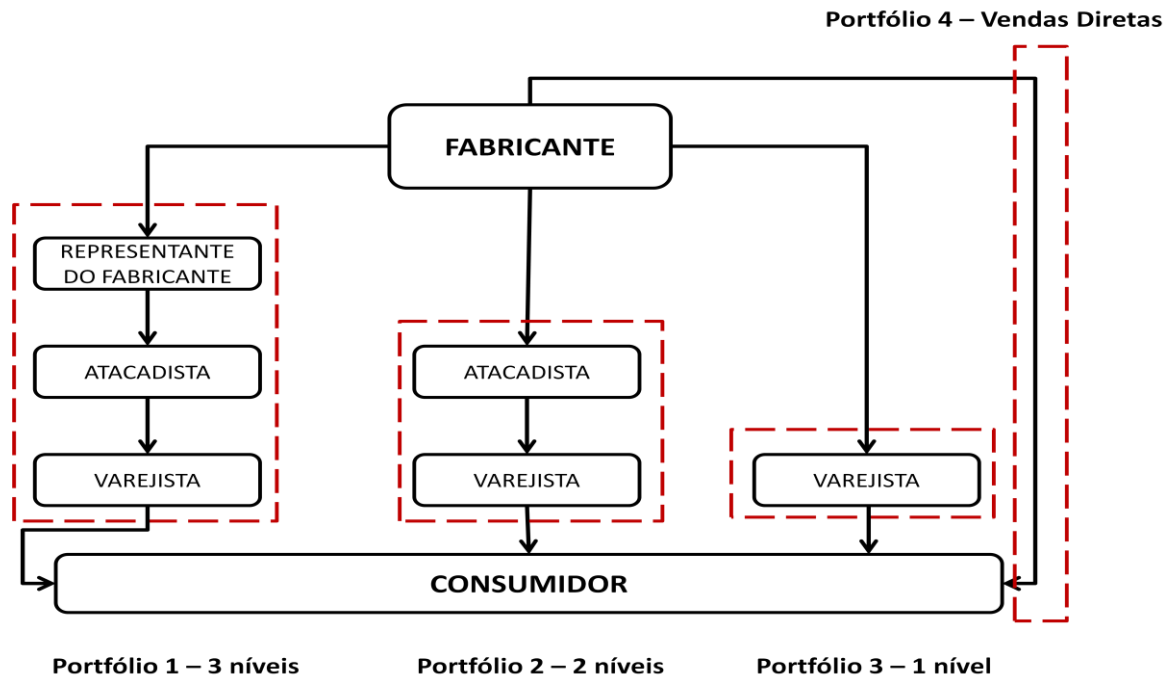 Portfólio 4 – Vendas Diretas
FABRICANTE
REPRESENTANTE
DO FABRICANTE
ATACADISTA
ATACADISTA
VAREJISTA
VAREJISTA
VAREJISTA
CONSUMIDOR
Portfólio 1 – 3 níveis
Portfólio 2 – 2 níveis
Portfólio 3 – 1 nível